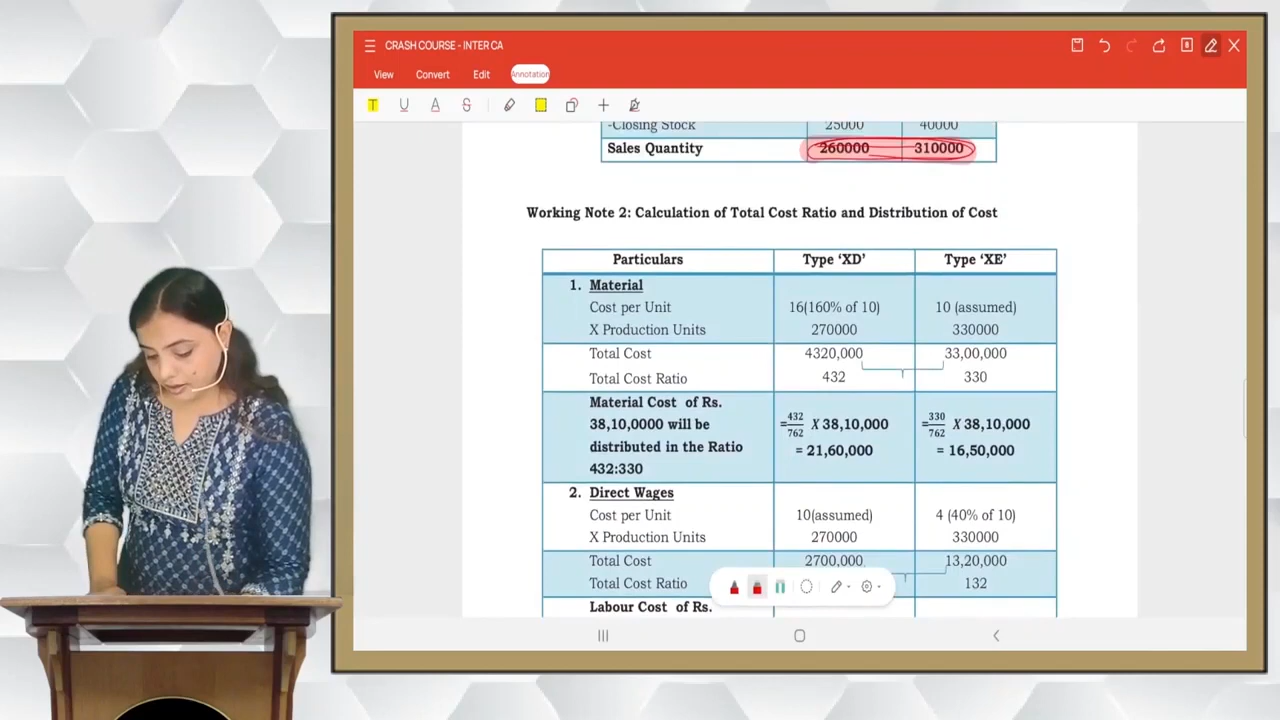 CRASH COURSE - INTER CA
View Convert Edit Annotation
-Closing Stock 25000 40000
Sales Quantity 260000 310000
Working Note 2: Calculation of Total Cost Ratio and Distribution of Cost
Particulars Type ‘XD’ Type ‘XE’
1. Material
Cost per Unit 16(160% of 10) 10 (assumed)
X Production Units 270000 330000
Total Cost 4320,000 33,00,000
Total Cost Ratio 432 330
Material Cost of Rs.
38,10,0000 will be
distributed in the Ratio
432:330
=432/762 X 38,10,000
= 21,60,000
=330/762 X 38,10,000
= 16,50,000
2. Direct Wages
Cost per Unit 10(assumed) 4 (40% of 10)
X Production Units 270000 330000
Total Cost 2700,000 13,20,000
Total Cost Ratio 132
Labour Cost of Rs.